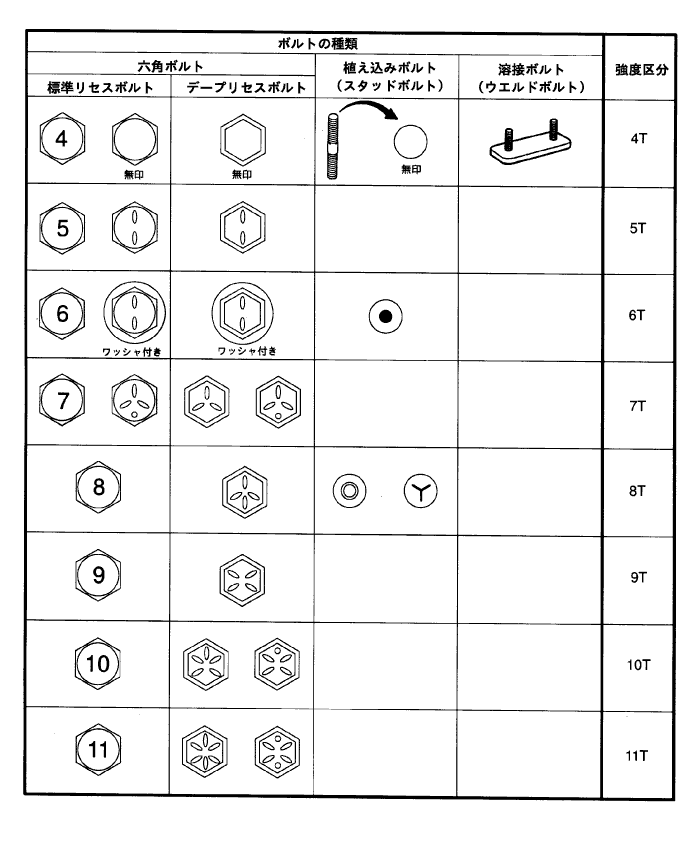 ボルトの種類
強度区分
六角ボルト
植え込みボルト
(スタッドボルト)
溶接ボルト
(ウエルドボルト)
標準リセスボルト
デープリセスボルト
4
無印
無印
無印
4T
5
5T
6
ワッシャ付き
ワッシャ付き
6T
7
7T
8
8T
9
9T
10
10T
11
11T